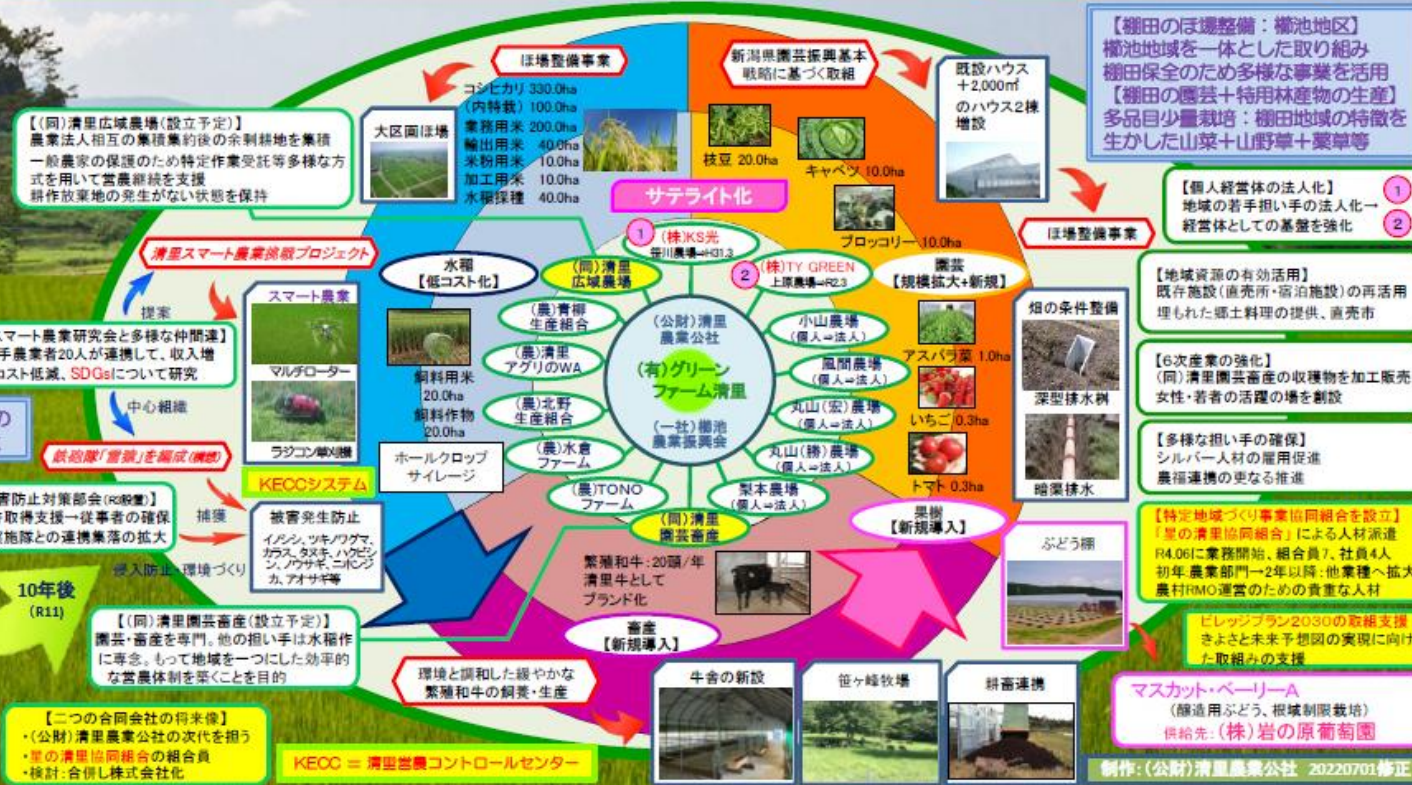 【棚田のほ場整備：櫛池地区】
櫛池地域を一体とした取り組み
棚田保全のため多様な事業を活用
【棚田の園芸＋特用林産物の生産】
多品目少量栽培：棚田地域の特徴を
生かした山菜＋山野草＋薬草等
ほ場整備事業
コシヒカリ 330.0ha
(内特栽) 100.0ha
業務用米 200.0ha
輸出用米 40.0ha
米粉用米 10.0ha
加工用米 10.0ha
水稲採種 40.0ha
大区画ほ場
新潟県園芸振興基本
戦略に基づく取組
既設ハウス
＋2,000㎡
のハウス2棟
増設
枝豆 20.0ha
キャベツ 10.0ha
ブロッコリー 10.0ha
サテライト化
【(同)清里広域農場(設立予定)】
農業法人相互の集積集約後の余剰耕地を集積
一般農家の保護のため特定作業受託等多様な方
式を用いて営農継続を支援
耕作放棄地の発生がない状態を保持
清里スマート農業挑戦プロジェクト
提案
スマート農業
マルチローター
ラジコン草刈機
KECCシステム
スマート農業研究会と多様な仲間達】
手農業者20人が連携して、収入増
コスト低減、SDGsについて研究
中心組織
の
鉄砲隊「雷猿」を編成(構想)
害防止対策部会(R3設置)】
取得支援→従事者の確保
施隊との連携集落の拡大
捕獲
侵入防止・環境づくり
被害発生防止
イノシシ、ツキノワグマ、
カラス、タヌキ、ハクビシ
ン、ノウサギ、ニホンジ
カ、アオサギ等
10年後
(R11)
水稲
【低コスト化】
飼料用米
20.0ha
飼料作物
20.0ha
ホールクロップ
サイレージ
1
(株)KS光
笹川農場⇒H31.3
2
(株)TY GREEN
上原農場⇒R2.3
(同)清里
広域農場
(農)青柳
生産組合
(農)清里
アグリのWA
(農)北野
生産組合
(農)水倉
ファーム
(農)TONO
ファーム
(同)清里
園芸畜産
(公財)清里
農業公社
(有)グリーン
ファーム清里
(一社)櫛池
農業振興会
小山農場
(個人⇒法人)
風間農場
(個人⇒法人)
丸山(宏)農場
(個人⇒法人)
丸山(勝)農場
(個人⇒法人)
梨本農場
(個人⇒法人)
園芸
【規模拡大+新規】
アスパラ菜 1.0ha
いちご 0.3ha
トマト 0.3ha
ほ場整備事業
畑の条件整備
深型排水桝
暗渠排水
果樹
【新規導入】
ぶどう棚
【個人経営体の法人化】
地域の若手担い手の法人化→
経営体としての基盤を強化
1
2
【地域資源の有効活用】
既存施設(直売所・宿泊施設)の再活用
埋もれた郷土料理の提供、直売市
【6次産業の強化】
(同)清里園芸畜産の収穫物を加工販売
女性・若者の活躍の場を創設
【多様な担い手の確保】
シルバー人材の雇用促進
農福連携の更なる推進
【特定地域づくり事業協同組合を設立】
「星の清里協同組合」による人材派遣
R4.06に業務開始、組合員7、社員4人
初年:農業部門→2年以降:他業種へ拡大
農村RMO運営のための貴重な人材
ビレッジプラン2030の取組支援
きよさと未来予想図の実現に向け
た取組みの支援
マスカット・ベーリーA
(醸造用ぶどう、根域制限栽培)
供給先:(株)岩の原葡萄園
繁殖和牛:20頭/年
清里牛として
ブランド化
畜産
【新規導入】
環境と調和した緩やかな
繁殖和牛の飼養・生産
牛舎の新設
笹ヶ峰牧場
耕畜連携
【(同)清里園芸畜産(設立予定)】
園芸・畜産を専門。他の担い手は水稲作
に専念。もって地域を一つにした効率的
な営農体制を築くことを目的
【二つの合同会社の将来像】
・(公財)清里農業公社の次代を担う
・星の清里協同組合の組合員
・検討:合併し株式会社化
KECC ＝ 清里営農コントロールセンター
制作:(公財)清里農業公社 20220701修正